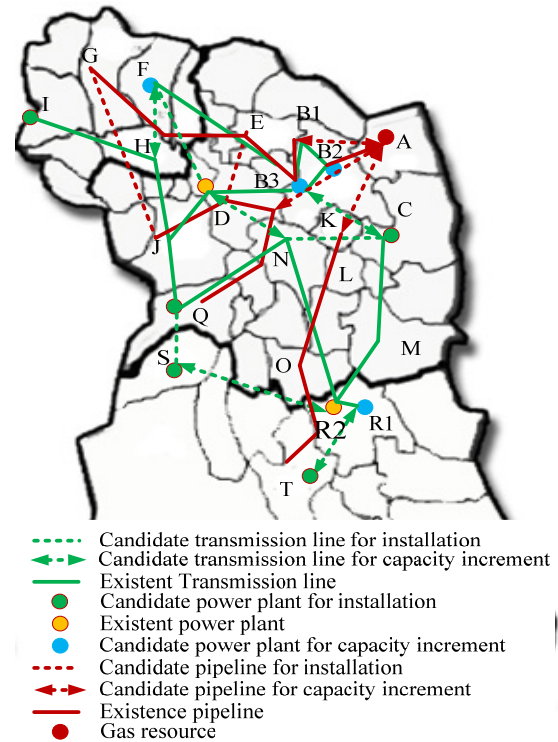 G
F
I
E
B1
A
H
B2
B3
D
K
C
J
N
L
Q
S
O
M
R2
R1
T
Candidate transmission line for installation
Candidate transmission line for capacity increment
Existent Transmission line
Candidate power plant for installation
Existent power plant
Candidate power plant for capacity increment
Candidate pipeline for installation
Candidate pipeline for capacity increment
Existence pipeline
Gas resource